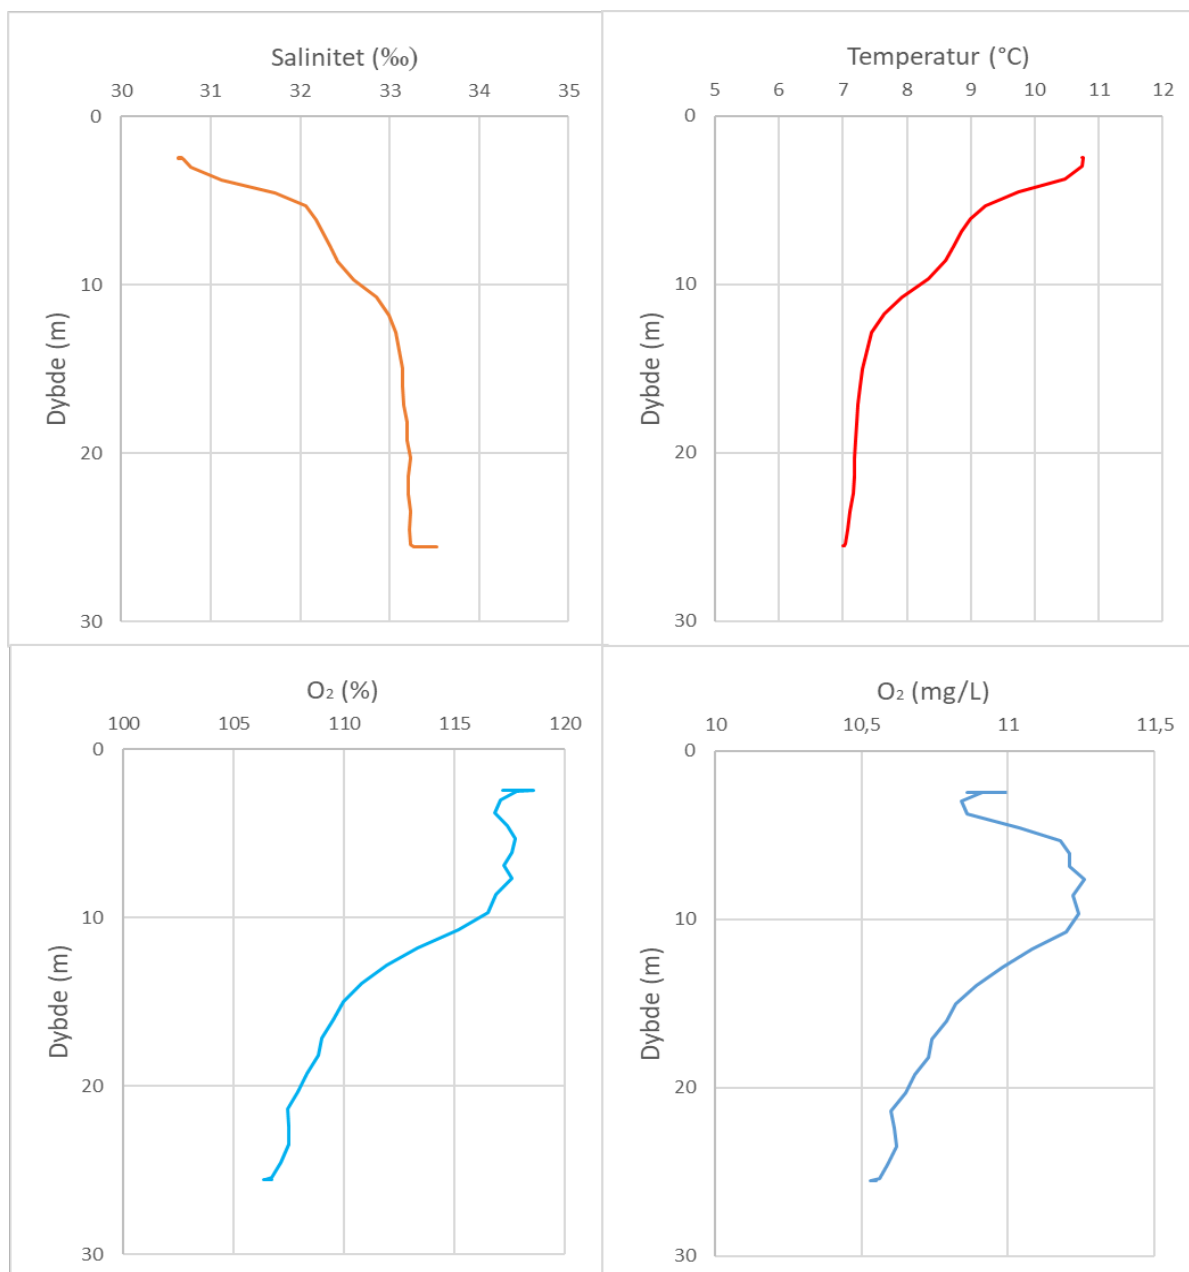 Salinitet (‰)
30 31 32 33 34 35
0
10
20
30
Dybde (m)
Temperatur (°C)
5 6 7 8 9 10 11 12
0
10
20
30
Dybde (m)
O₂ (%)
100 105 110 115 120
0
10
20
30
Dybde (m)
O₂ (mg/L)
10 10,5 11 11,5
0
10
20
30
Dybde (m)